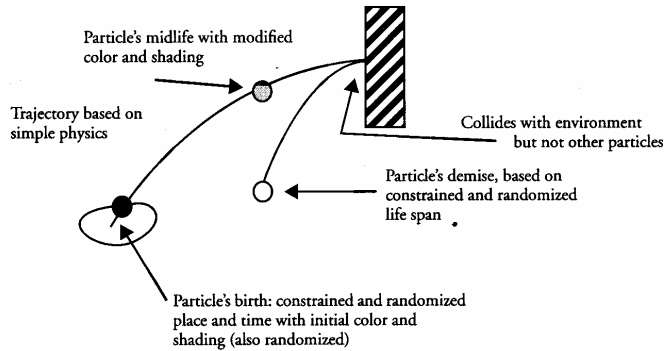 Particle's midlife with modified
color and shading
Trajectory based on
simple physics
Collides with environment
but not other particles
Particle's demise, based on
constrained and randomized
life span
Particle's birth: constrained and randomized
place and time with initial color and
shading (also randomized)